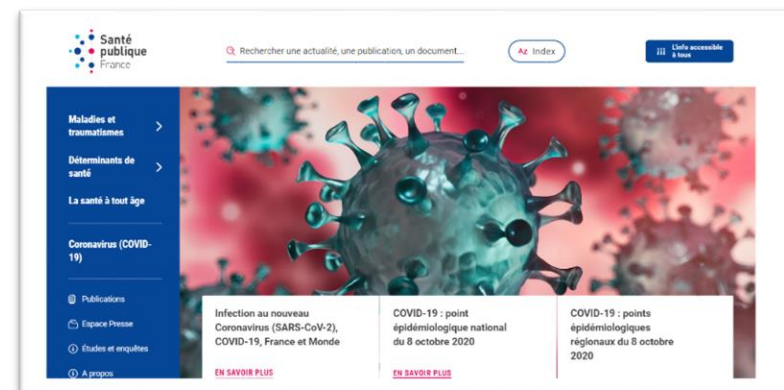 Santé
publique
France
Rechercher une actualité, une publication, un document...
AZ Index
L'info accessible
à tous
Maladies et
traumatismes
Déterminants de
santé
La santé à tout âge
Coronavirus (COVID-
19)
Publications
Espace Presse
Études et enquêtes
A propos
Infection au nouveau
Coronavirus (SARS-CoV-2),
COVID-19, France et Monde
EN SAVOIR PLUS
COVID-19 : point
épidémiologique national
du 8 octobre 2020
EN SAVOIR PLUS
COVID-19 : points
épidémiologiques
régionaux du 8 octobre
2020